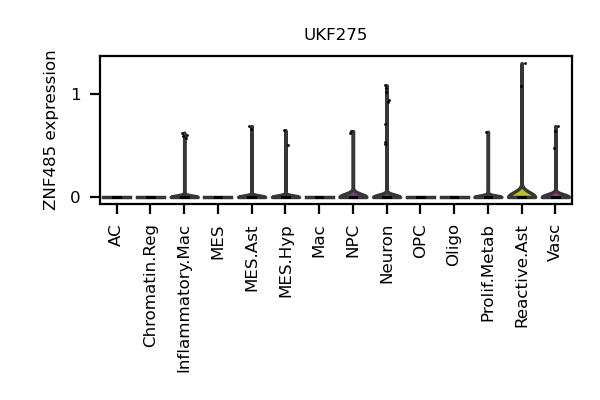 UKF275
ZNF485 expression
1
0
AC
Chromatin.Reg
Inflammatory.Mac
MES
MES.Ast
MES.Hyp
Mac
NPC
Neuron
OPC
Oligo
Prolif.Metab
Reactive.Ast
Vasc